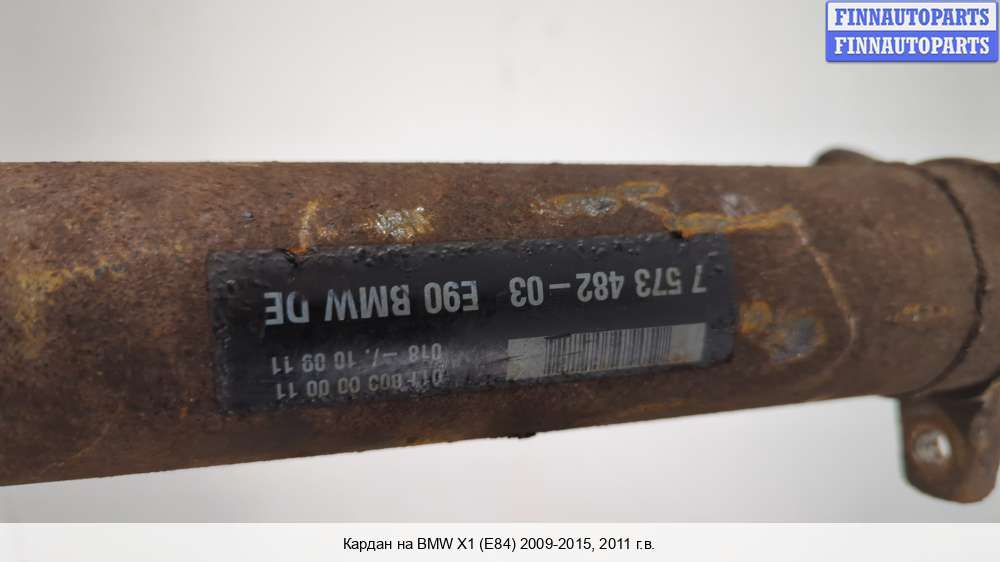 FINNAUTOPARTS
FINNAUTOPARTS
7 573 482-03 E90 BMW DE
018 -/. 10 09 11
Кардан на BMW X1 (E84) 2009-2015, 2011 г.в.